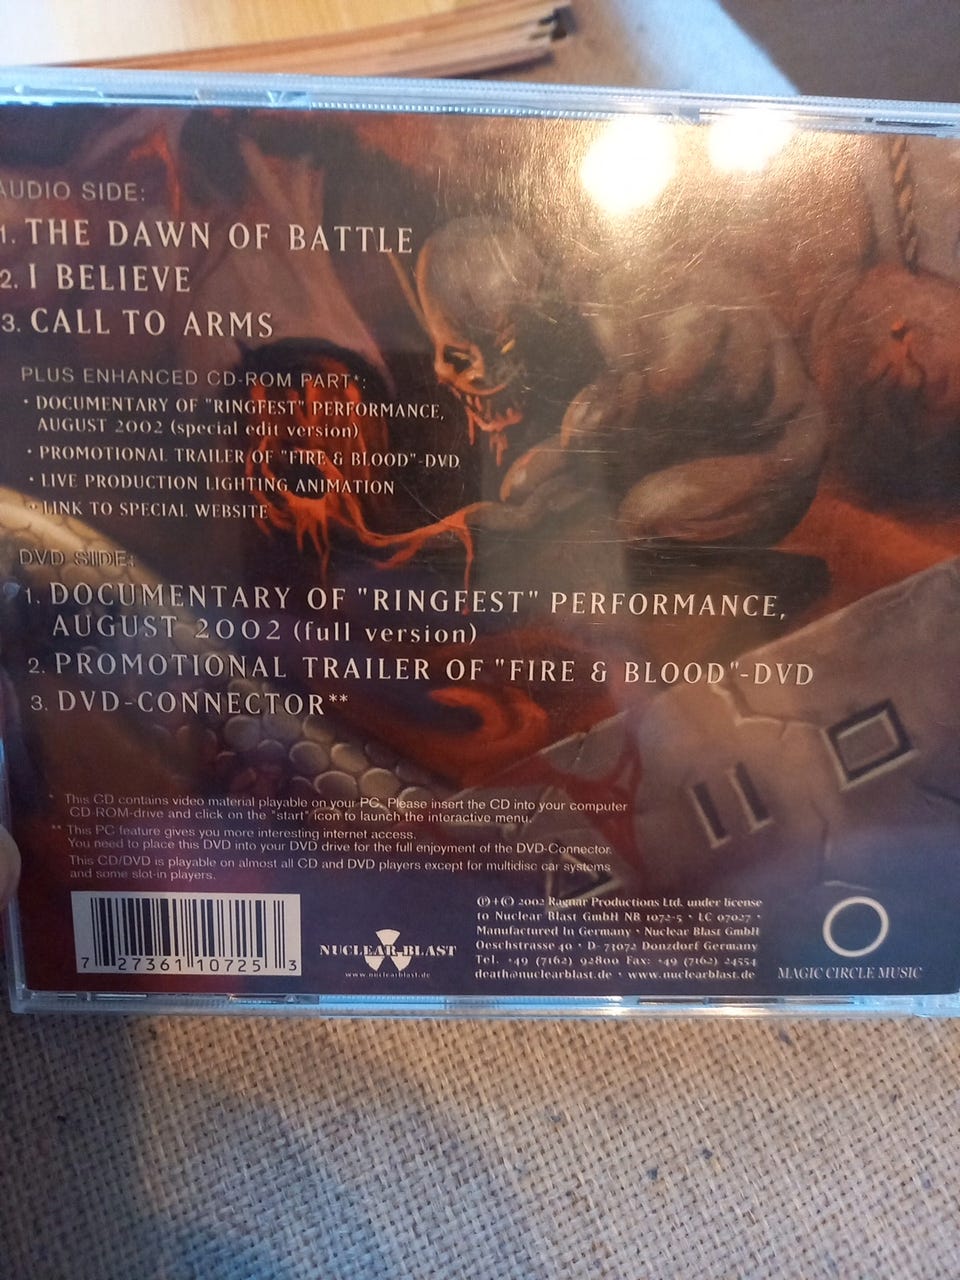 AUDIO SIDE:
1. THE DAWN OF BATTLE
2. I BELIEVE
3. CALL TO ARMS
PLUS ENHANCED CD-ROM PART*:
• DOCUMENTARY OF "RINGFEST" PERFORMANCE,
AUGUST 2002 (special edit version)
• PROMOTIONAL TRAILER OF "FIRE & BLOOD"-DVD
• LIVE PRODUCTION LIGHTING ANIMATION
• LINK TO SPECIAL WEBSITE
DVD SIDE:
1. DOCUMENTARY OF "RINGFEST" PERFORMANCE,
AUGUST 2002 (full version)
2. PROMOTIONAL TRAILER OF "FIRE & BLOOD"-DVD
3. DVD-CONNECTOR**
* This CD contains video material playable on your PC. Please insert the CD into your computer
CD-ROM-drive and click on the "start" icon to launch the interactive menu.
** This PC feature gives you more interesting internet access.
You need to place this DVD into your DVD drive for the full enjoyment of the DVD-Connector.
This CD/DVD is playable on almost all CD and DVD players except for multidisc car systems
and some slot-in players.
7 27361 10725 3
NUCLEAR BLAST
www.nuclearblast.de
℗+© 2002 Ragnar Productions Ltd. under license
to Nuclear Blast GmbH NB 1072-5 • LC 07027 •
Manufactured In Germany • Nuclear Blast GmbH
Oeschstrasse 40 • D-73072 Donzdorf Germany
Tel. +49 (7162) 92800 Fax: +49 (7162) 24554
death@nuclearblast.de • www.nuclearblast.de
MAGIC CIRCLE MUSIC